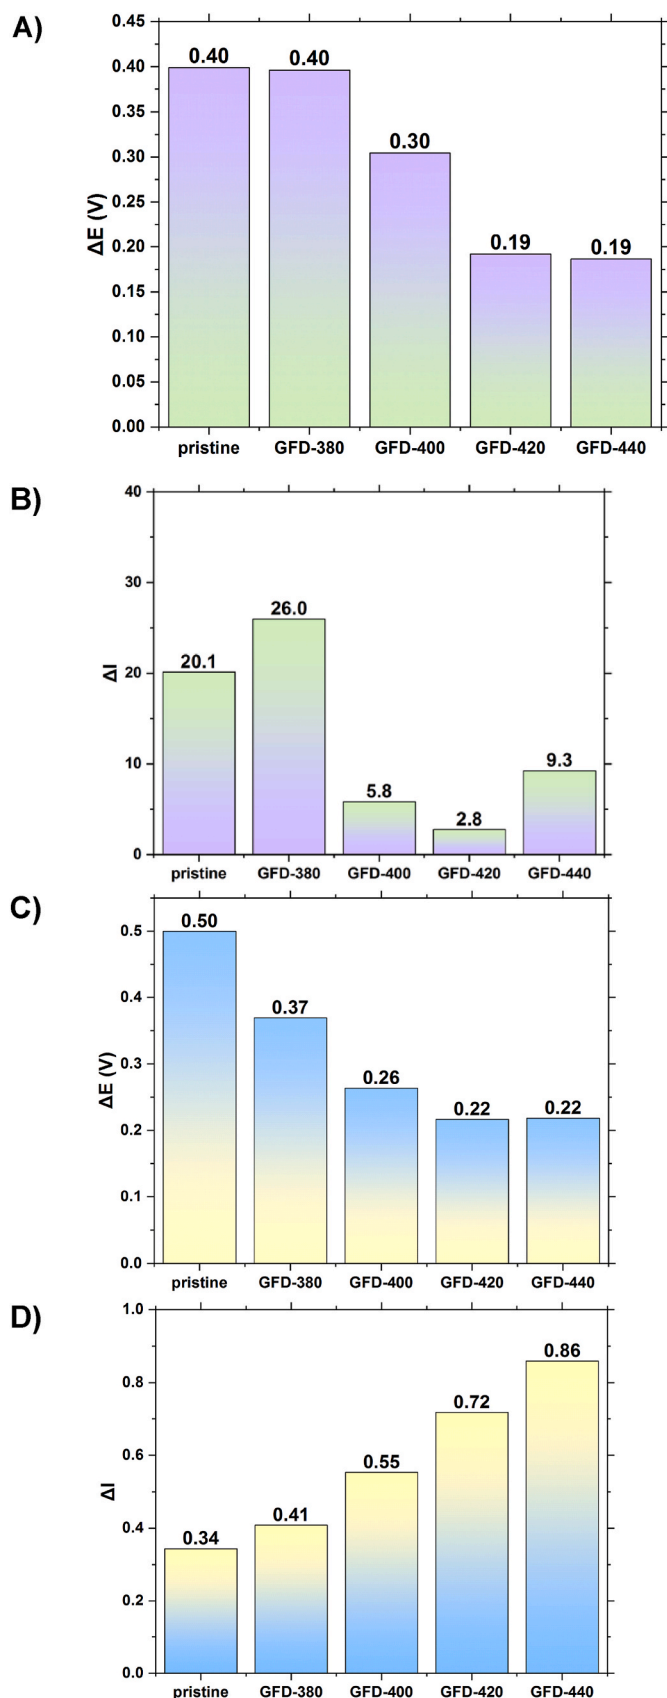 A)
ΔE (V)
0.45
0.40
0.35
0.30
0.25
0.20
0.15
0.10
0.05
0.00
0.40 0.40 0.30 0.19 0.19
pristine GFD-380 GFD-400 GFD-420 GFD-440
B)
ΔI
40
30
20
10
0
20.1 26.0 5.8 2.8 9.3
pristine GFD-380 GFD-400 GFD-420 GFD-440
C)
ΔE (V)
0.5
0.4
0.3
0.2
0.1
0.0
0.50 0.37 0.26 0.22 0.22
pristine GFD-380 GFD-400 GFD-420 GFD-440
D)
ΔI
1.0
0.8
0.6
0.4
0.2
0.0
0.34 0.41 0.55 0.72 0.86
pristine GFD-380 GFD-400 GFD-420 GFD-440